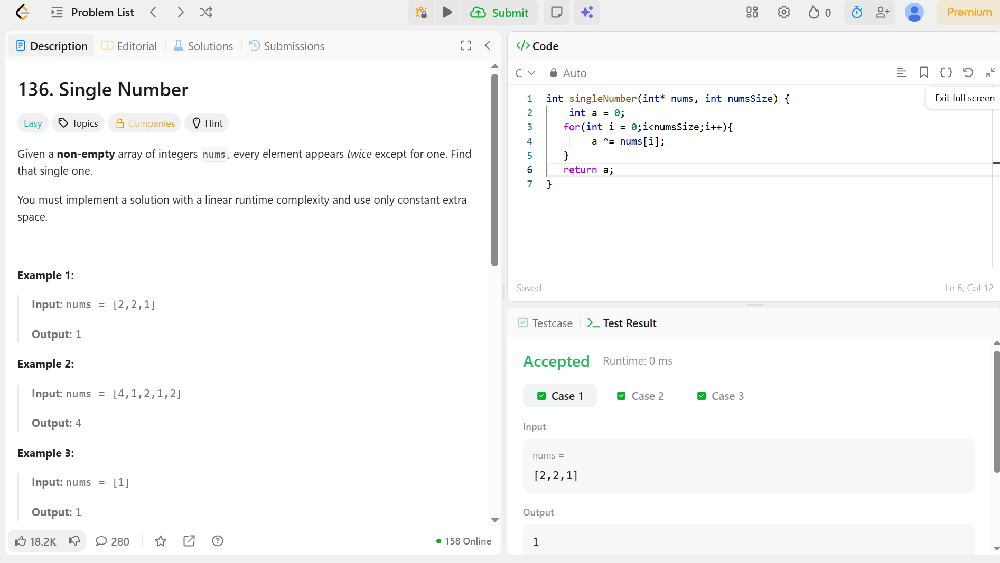 Problem List
Submit
0
Premium
Description
Editorial
Solutions
Submissions
136. Single Number
Easy
Topics
Companies
Hint
Given a non-empty array of integers nums, every element appears twice except for one. Find
that single one.
You must implement a solution with a linear runtime complexity and use only constant extra
space.
Example 1:
Input: nums = [2,2,1]
Output: 1
Example 2:
Input: nums = [4,1,2,1,2]
Output: 4
Example 3:
Input: nums = [1]
Output: 1
18.2K
280
158 Online
</> Code
C
Auto
Exit full screen
1 int singleNumber(int* nums, int numsSize) {
2 int a = 0;
3 for(int i = 0;i<numsSize;i++){
4 a ^= nums[i];
5 }
6 return a;
7 }
Saved
Ln 6, Col 12
Testcase
Test Result
Accepted
Runtime: 0 ms
Case 1
Case 2
Case 3
Input
nums =
[2,2,1]
Output
1